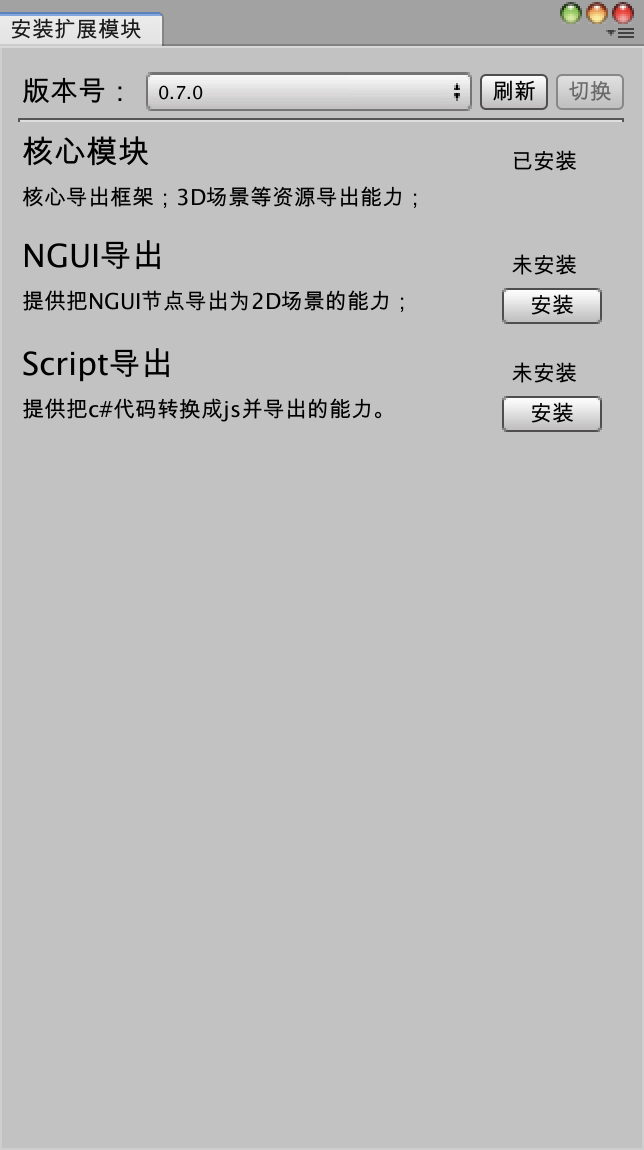 安装扩展模块
版本号：
0.7.0
刷新
切换
核心模块
已安装
核心导出框架；3D场景等资源导出能力；
NGUI导出
未安装
提供把NGUI节点导出为2D场景的能力；
安装
Script导出
未安装
提供把c#代码转换成js并导出的能力。
安装